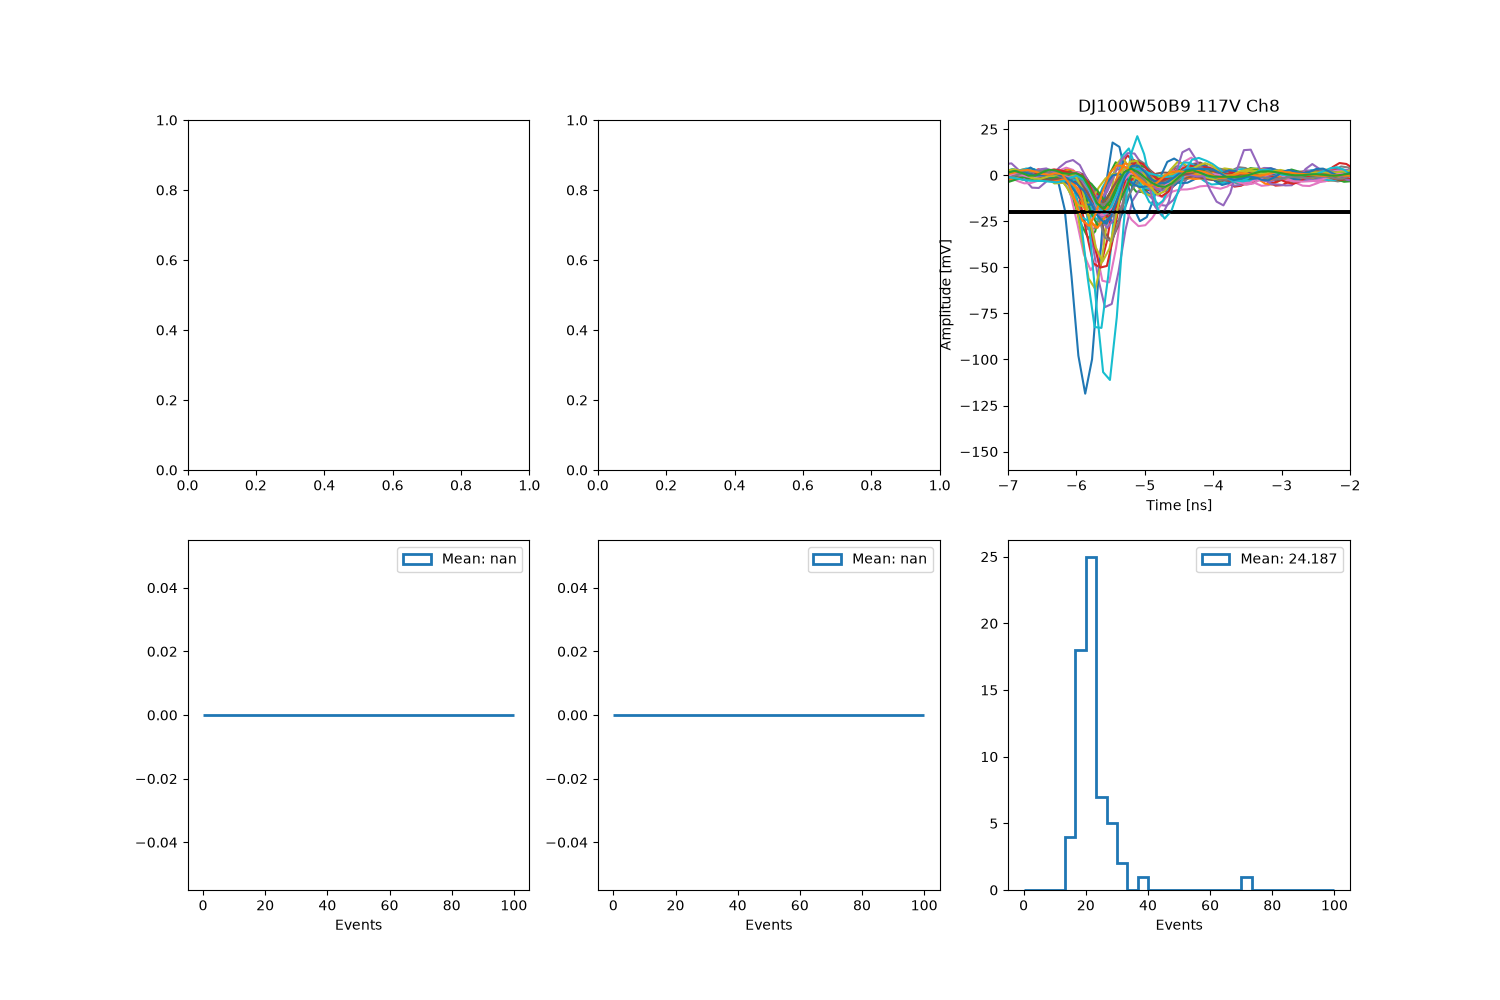 DJ100W50B9 117V Ch8
1.0
0.8
0.6
0.4
0.2
0.0
0.0 0.2 0.4 0.6 0.8 1.0
1.0
0.8
0.6
0.4
0.2
0.0
0.0 0.2 0.4 0.6 0.8 1.0
Amplitude [mV]
25
0
−25
−50
−75
−100
−125
−150
−7 −6 −5 −4 −3 −2
Time [ns]
Mean: nan
0.04
0.02
0.00
−0.02
−0.04
0 20 40 60 80 100
Events
Mean: nan
0.04
0.02
0.00
−0.02
−0.04
0 20 40 60 80 100
Events
Mean: 24.187
25
20
15
10
5
0
0 20 40 60 80 100
Events